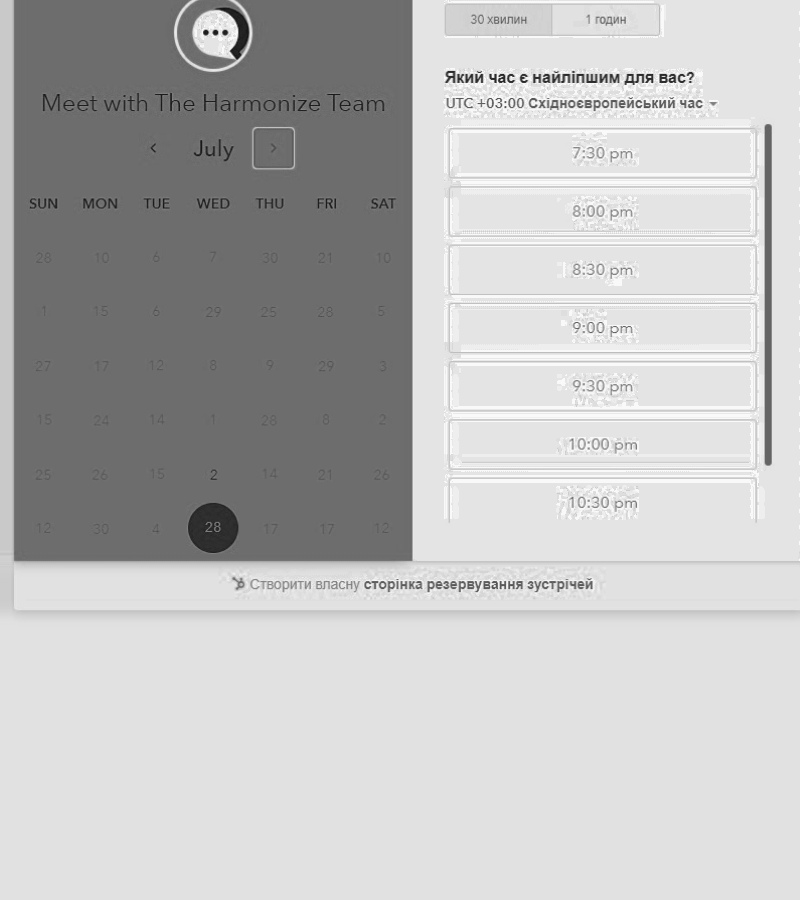 30 хвилин 1 годин
Який час є найліпшим для вас?
UTC +03:00 Східноєвропейський час
Meet with The Harmonize Team
July
SUN MON TUE WED THU FRI SAT
28 10 6 7 30 21 10
1 15 6 29 25 28 5
27 17 12 8 9 29 3
15 24 14 1 28 8 2
25 26 15 2 14 21 26
12 30 4 28 17 17 12
7:30 pm
8:00 pm
8:30 pm
9:00 pm
9:30 pm
10:00 pm
10:30 pm
Створити власну сторінка резервування зустрічей